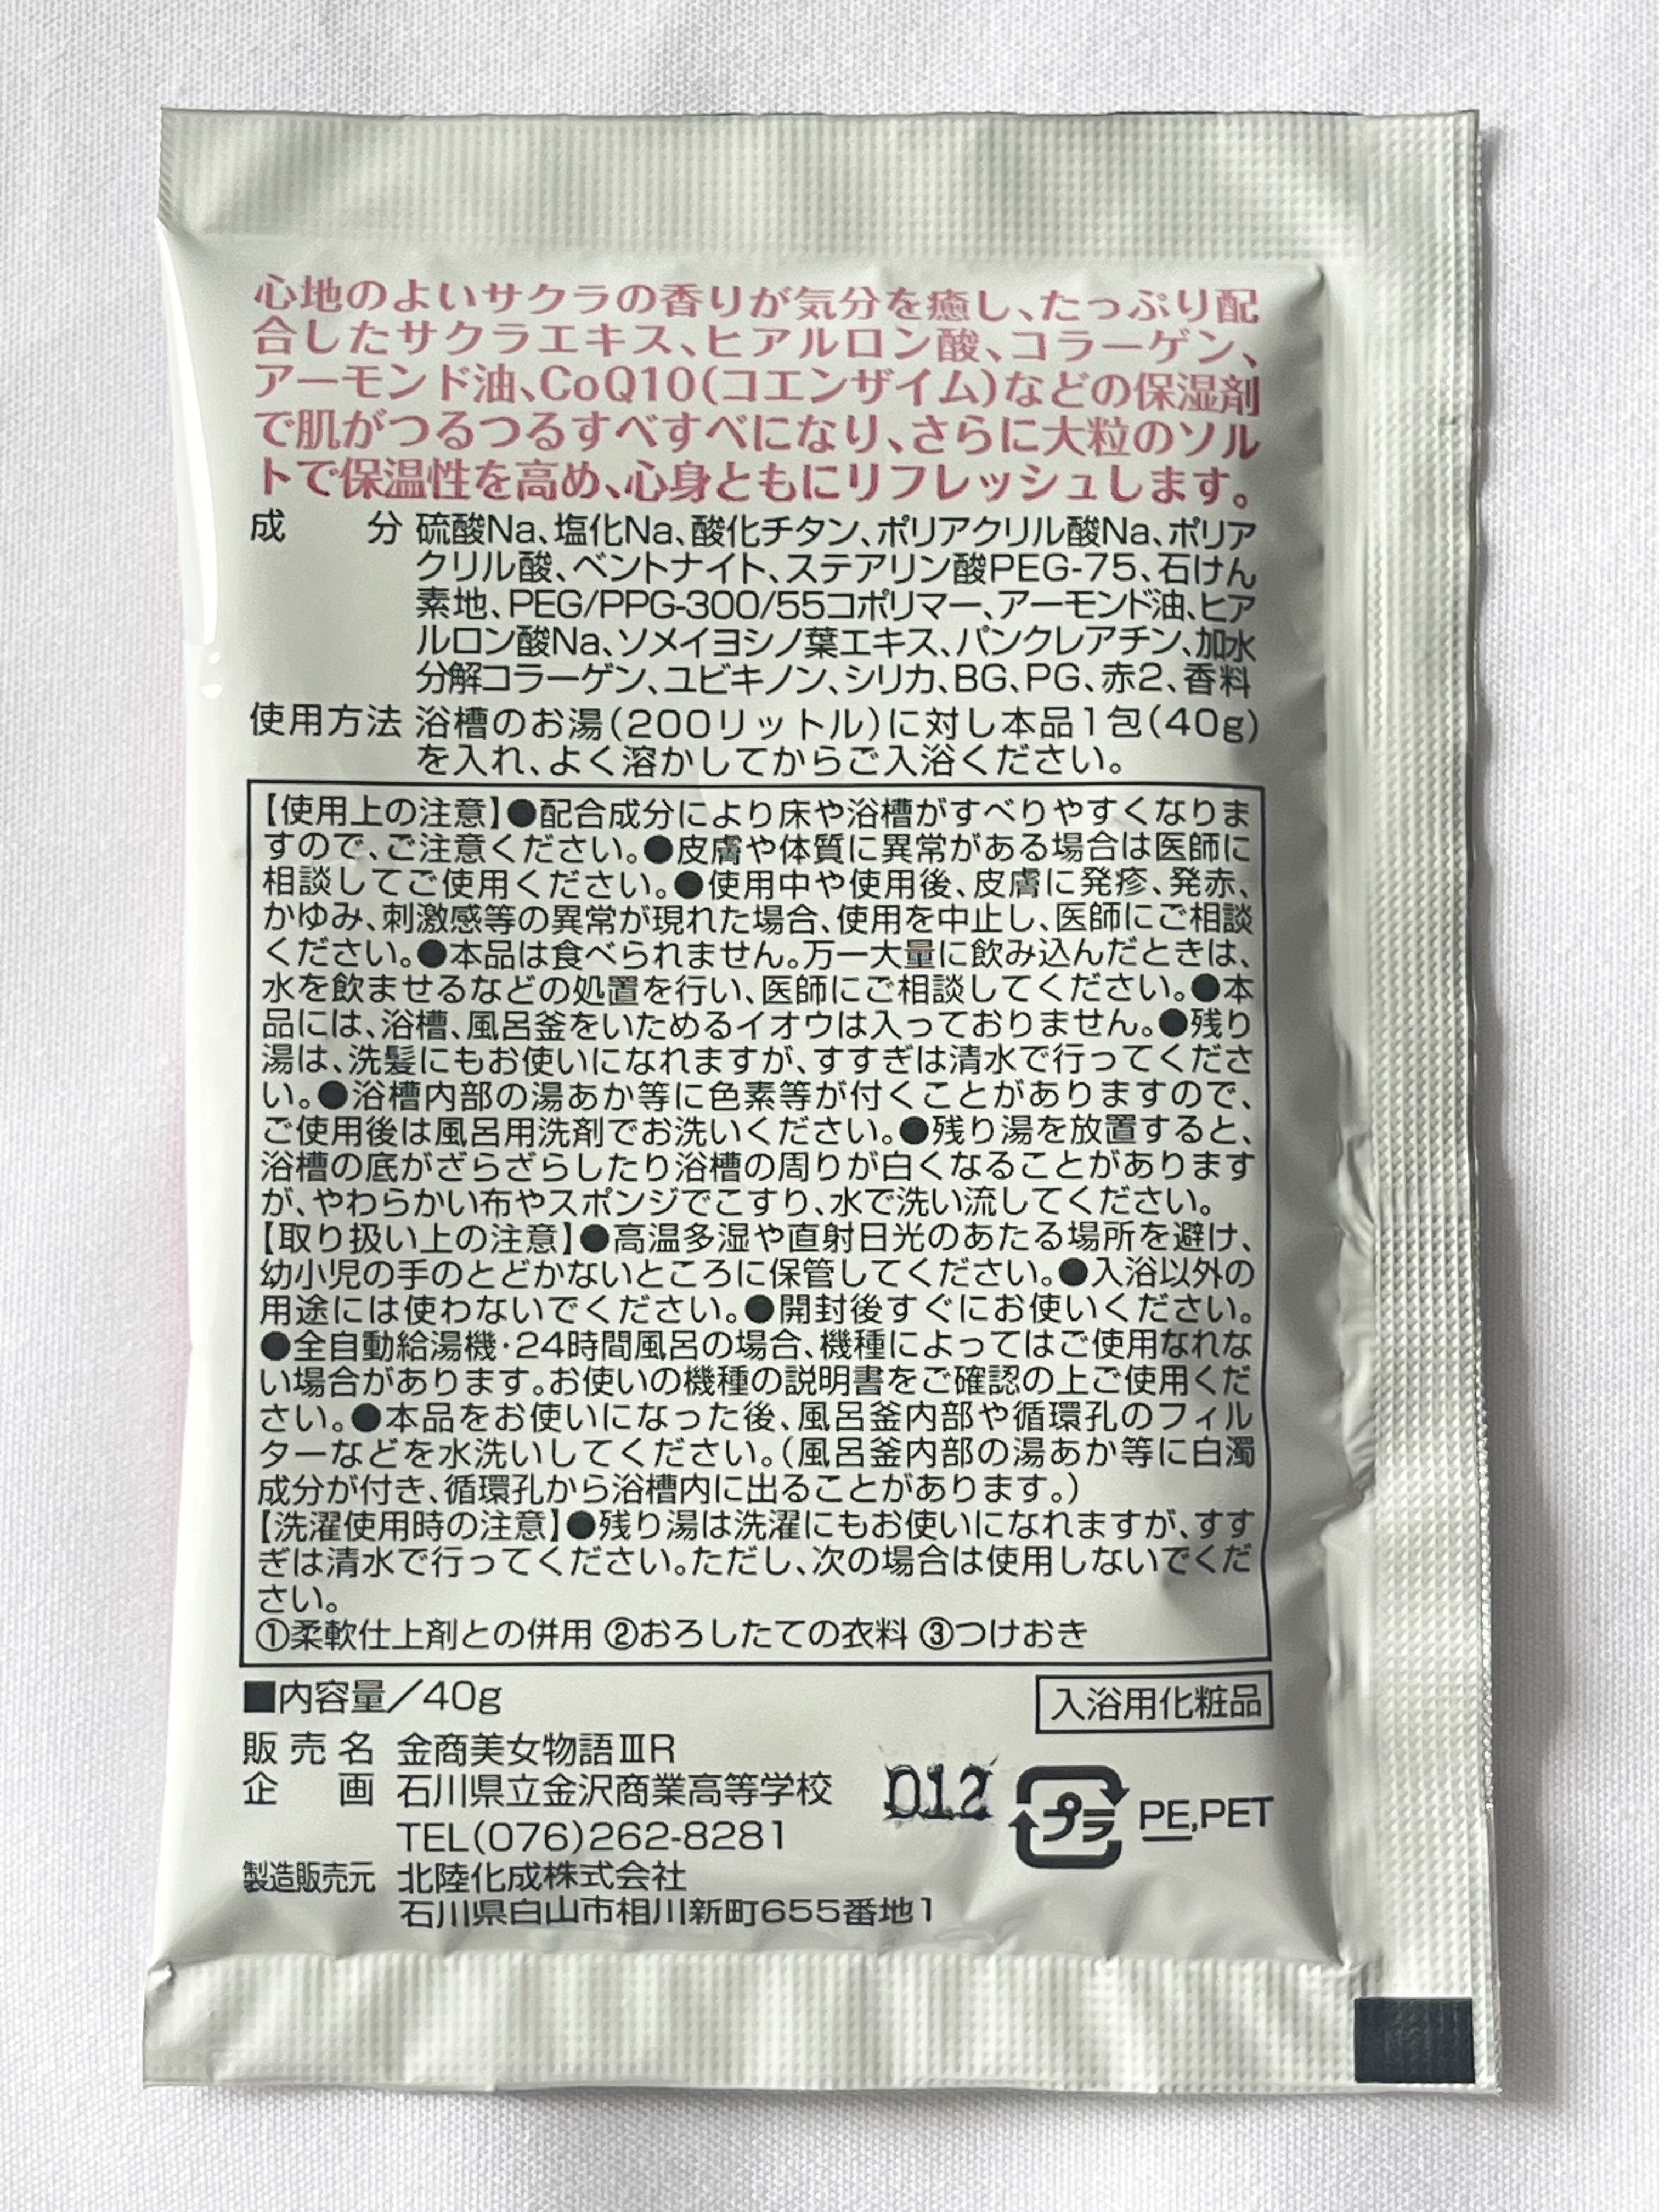 心地のよいサクラの香りが気分を癒し、たっぷり配
合したサクラエキス、ヒアルロン酸、コラーゲン、
アーモンド油、CoQ10(コエンザイム)などの保湿剤
で肌がつるつるすべすべになり、さらに大粒のソル
トで保温性を高め、心身ともにリフレッシュします。
成　分 硫酸Na、塩化Na、酸化チタン、ポリアクリル酸Na、ポリア
クリル酸、ベントナイト、ステアリン酸PEG-75、石けん
素地、PEG/PPG-300/55コポリマー、アーモンド油、ヒア
ルロン酸Na、ソメイヨシノ葉エキス、パンクレアチン、加水
分解コラーゲン、ユビキノン、シリカ、BG、PG、赤2、香料
使用方法 浴槽のお湯(200リットル)に対し本品1包(40g)
を入れ、よく溶かしてからご入浴ください。
【使用上の注意】●配合成分により床や浴槽がすべりやすくなりま
すので、ご注意ください。●皮膚や体質に異常がある場合は医師に
相談してご使用ください。●使用中や使用後、皮膚に発疹、発赤、
かゆみ、刺激感等の異常が現れた場合、使用を中止し、医師にご相談
ください。●本品は食べられません。万一大量に飲み込んだときは、
水を飲ませるなどの処置を行い、医師にご相談してください。●本
品には、浴槽、風呂釜をいためるイオウは入っておりません。●残り
湯は、洗髪にもお使いになれますが、すすぎは清水で行ってくださ
い。●浴槽内部の湯あか等に色素等が付くことがありますので、
ご使用後は風呂用洗剤でお洗いください。●残り湯を放置すると、
浴槽の底がざらざらしたり浴槽の周りが白くなることがあります
が、やわらかい布やスポンジでこすり、水で洗い流してください。
【取り扱い上の注意】●高温多湿や直射日光のあたる場所を避け、
幼小児の手のとどかないところに保管してください。●入浴以外の
用途には使わないでください。●開封後すぐにお使いください。
●全自動給湯機・24時間風呂の場合、機種によってはご使用なれな
い場合があります。お使いの機種の説明書をご確認の上ご使用くだ
さい。●本品をお使いになった後、風呂釜内部や循環孔のフィル
ターなどを水洗いしてください。(風呂釜内部の湯あか等に白濁
成分が付き、循環孔から浴槽内に出ることがあります。)
【洗濯使用時の注意】●残り湯は洗濯にもお使いになれますが、すす
ぎは清水で行ってください。ただし、次の場合は使用しないでくだ
さい。
①柔軟仕上剤との併用 ②おろしたての衣料 ③つけおき
■内容量／40g
入浴用化粧品
販売名 金商美女物語ⅢR
企　画 石川県立金沢商業高等学校
TEL(076)262-8281
012
プラ PE,PET
製造販売元 北陸化成株式会社
石川県白山市相川新町655番地1